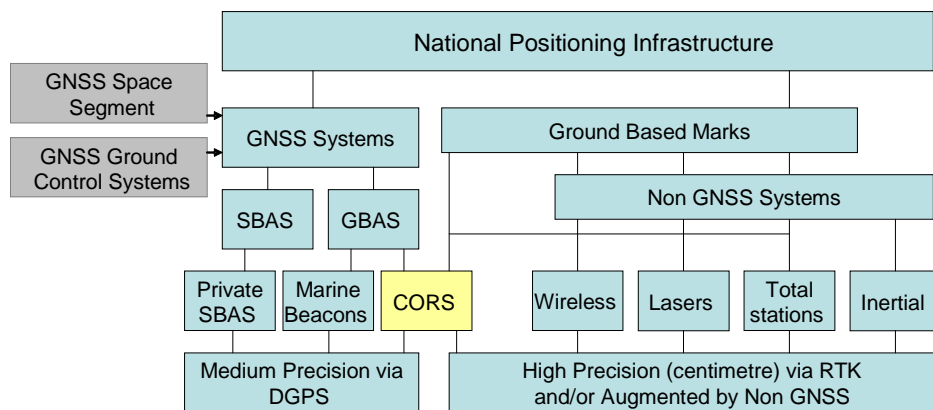 National Positioning Infrastructure
GNSS Space
Segment
GNSS Systems
Ground Based Marks
GNSS Ground
Control Systems
Non GNSS Systems
SBAS
GBAS
Private
SBAS
Marine
Beacons
CORS
Wireless
Lasers
Total
stations
Inertial
Medium Precision via
DGPS
High Precision (centimetre) via RTK
and/or Augmented by Non GNSS